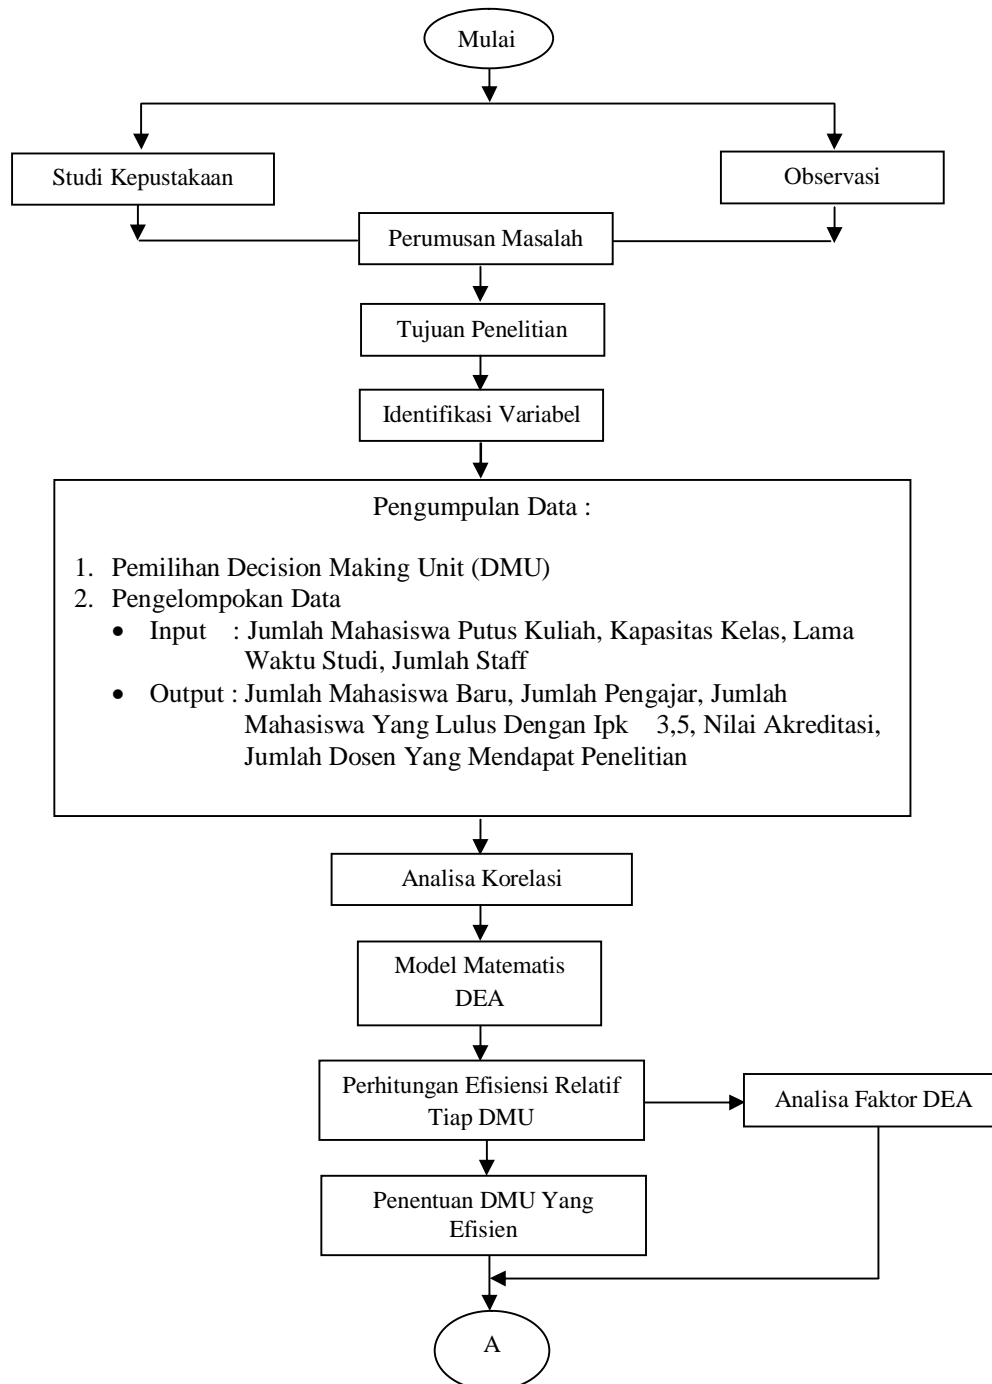 Mulai
Studi Kepustakaan
Observasi
Perumusan Masalah
Tujuan Penelitian
Identifikasi Variabel
Pengumpulan Data :
1. Pemilihan Decision Making Unit (DMU)
2. Pengelompokan Data
• Input : Jumlah Mahasiswa Putus Kuliah, Kapasitas Kelas, Lama
Waktu Studi, Jumlah Staff
• Output : Jumlah Mahasiswa Baru, Jumlah Pengajar, Jumlah
Mahasiswa Yang Lulus Dengan Ipk 3,5, Nilai Akreditasi,
Jumlah Dosen Yang Mendapat Penelitian
Analisa Korelasi
Model Matematis
DEA
Perhitungan Efisiensi Relatif
Tiap DMU
Analisa Faktor DEA
Penentuan DMU Yang
Efisien
A